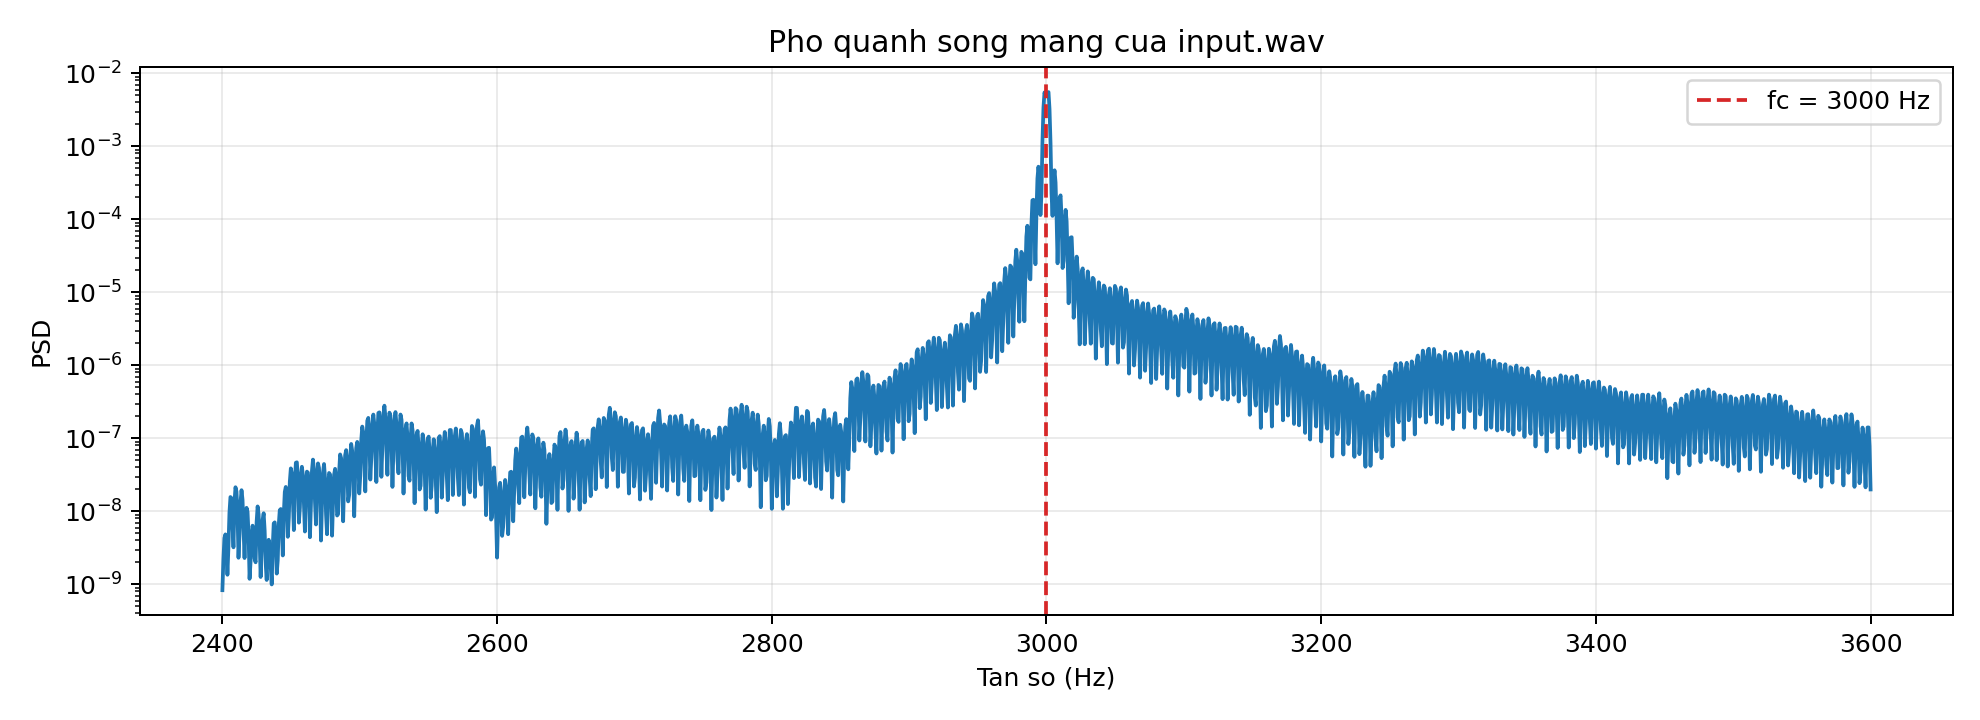 Pho quanh song mang cua input.wav
fc = 3000 Hz
PSD
10⁻²
10⁻³
10⁻⁴
10⁻⁵
10⁻⁶
10⁻⁷
10⁻⁸
10⁻⁹
2400 2600 2800 3000 3200 3400 3600
Tan so (Hz)